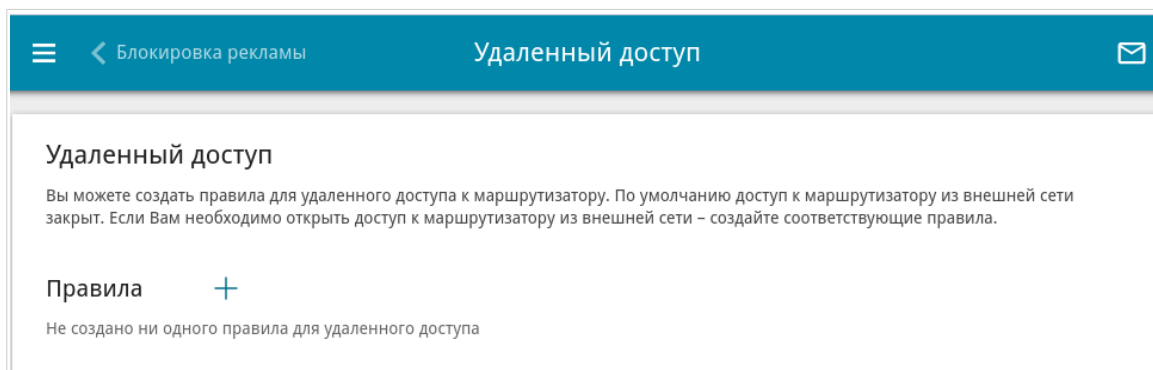 Блокировка рекламы
Удаленный доступ
Удаленный доступ
Вы можете создать правила для удаленного доступа к маршрутизатору. По умолчанию доступ к маршрутизатору из внешней сети
закрыт. Если Вам необходимо открыть доступ к маршрутизатору из внешней сети – создайте соответствующие правила.
Правила
Не создано ни одного правила для удаленного доступа